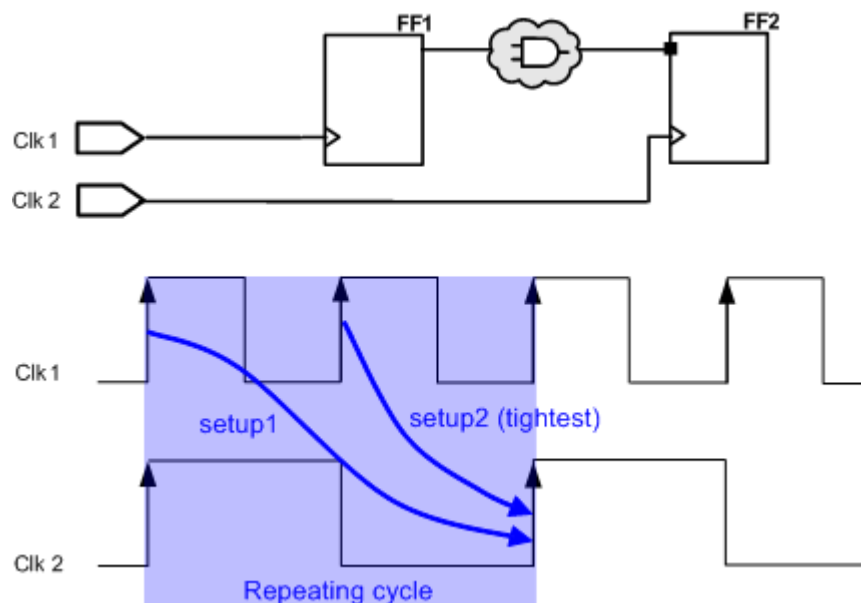 FF1
FF2
Clk 1
Clk 2
Clk 1
setup1
setup2 (tightest)
Clk 2
Repeating cycle